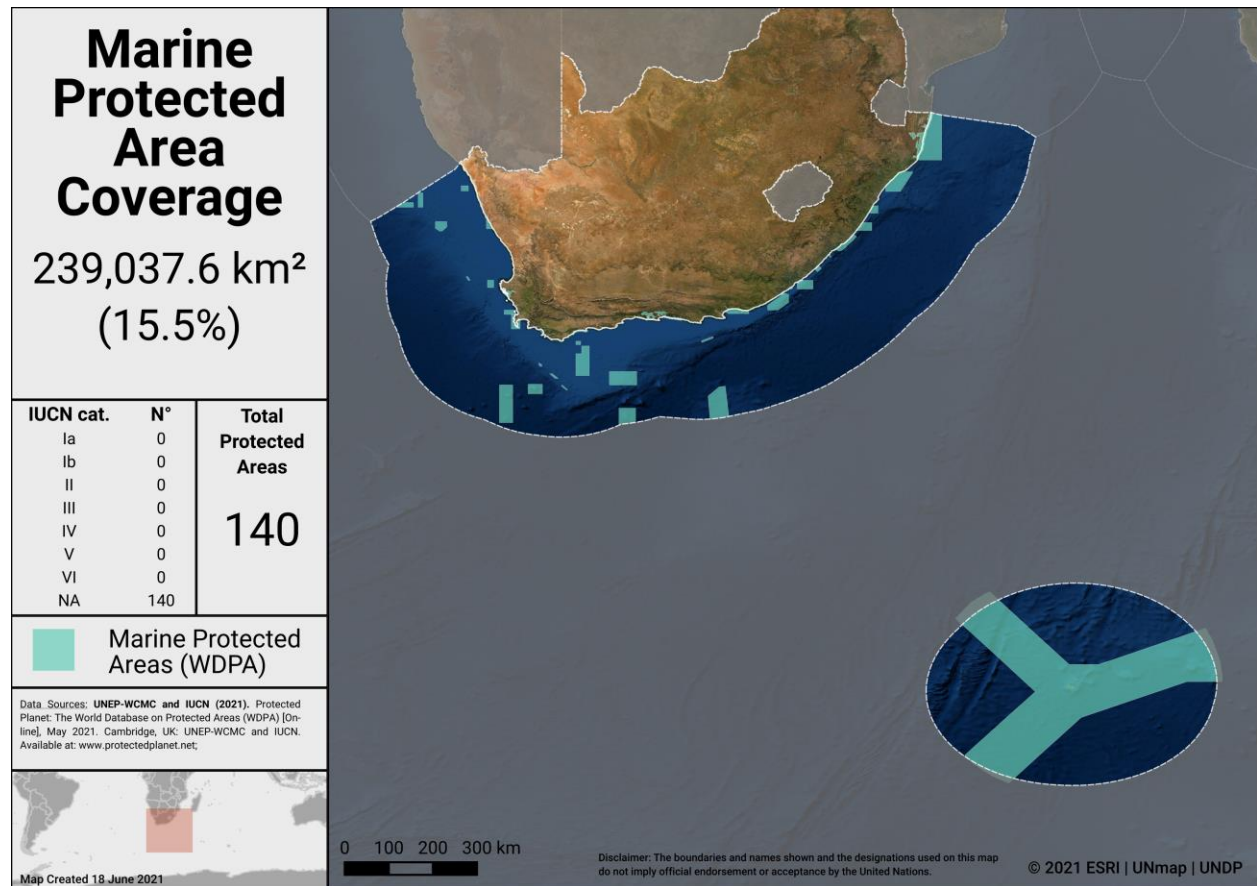 Marine
Protected
Area
Coverage
239,037.6 km²
(15.5%)
IUCN cat. N°
Ia 0
Ib 0
II 0
III 0
IV 0
V 0
VI 0
NA 140
Total
Protected
Areas
140
Marine Protected
Areas (WDPA)
Data Sources: UNEP-WCMC and IUCN (2021). Protected
Planet: The World Database on Protected Areas (WDPA) [On-
line], May 2021. Cambridge, UK: UNEP-WCMC and IUCN.
Available at: www.protectedplanet.net;
Map Created 18 June 2021
0 100 200 300 km
Disclaimer: The boundaries and names shown and the designations used on this map
do not imply official endorsement or acceptance by the United Nations.
© 2021 ESRI | UNmap | UNDP